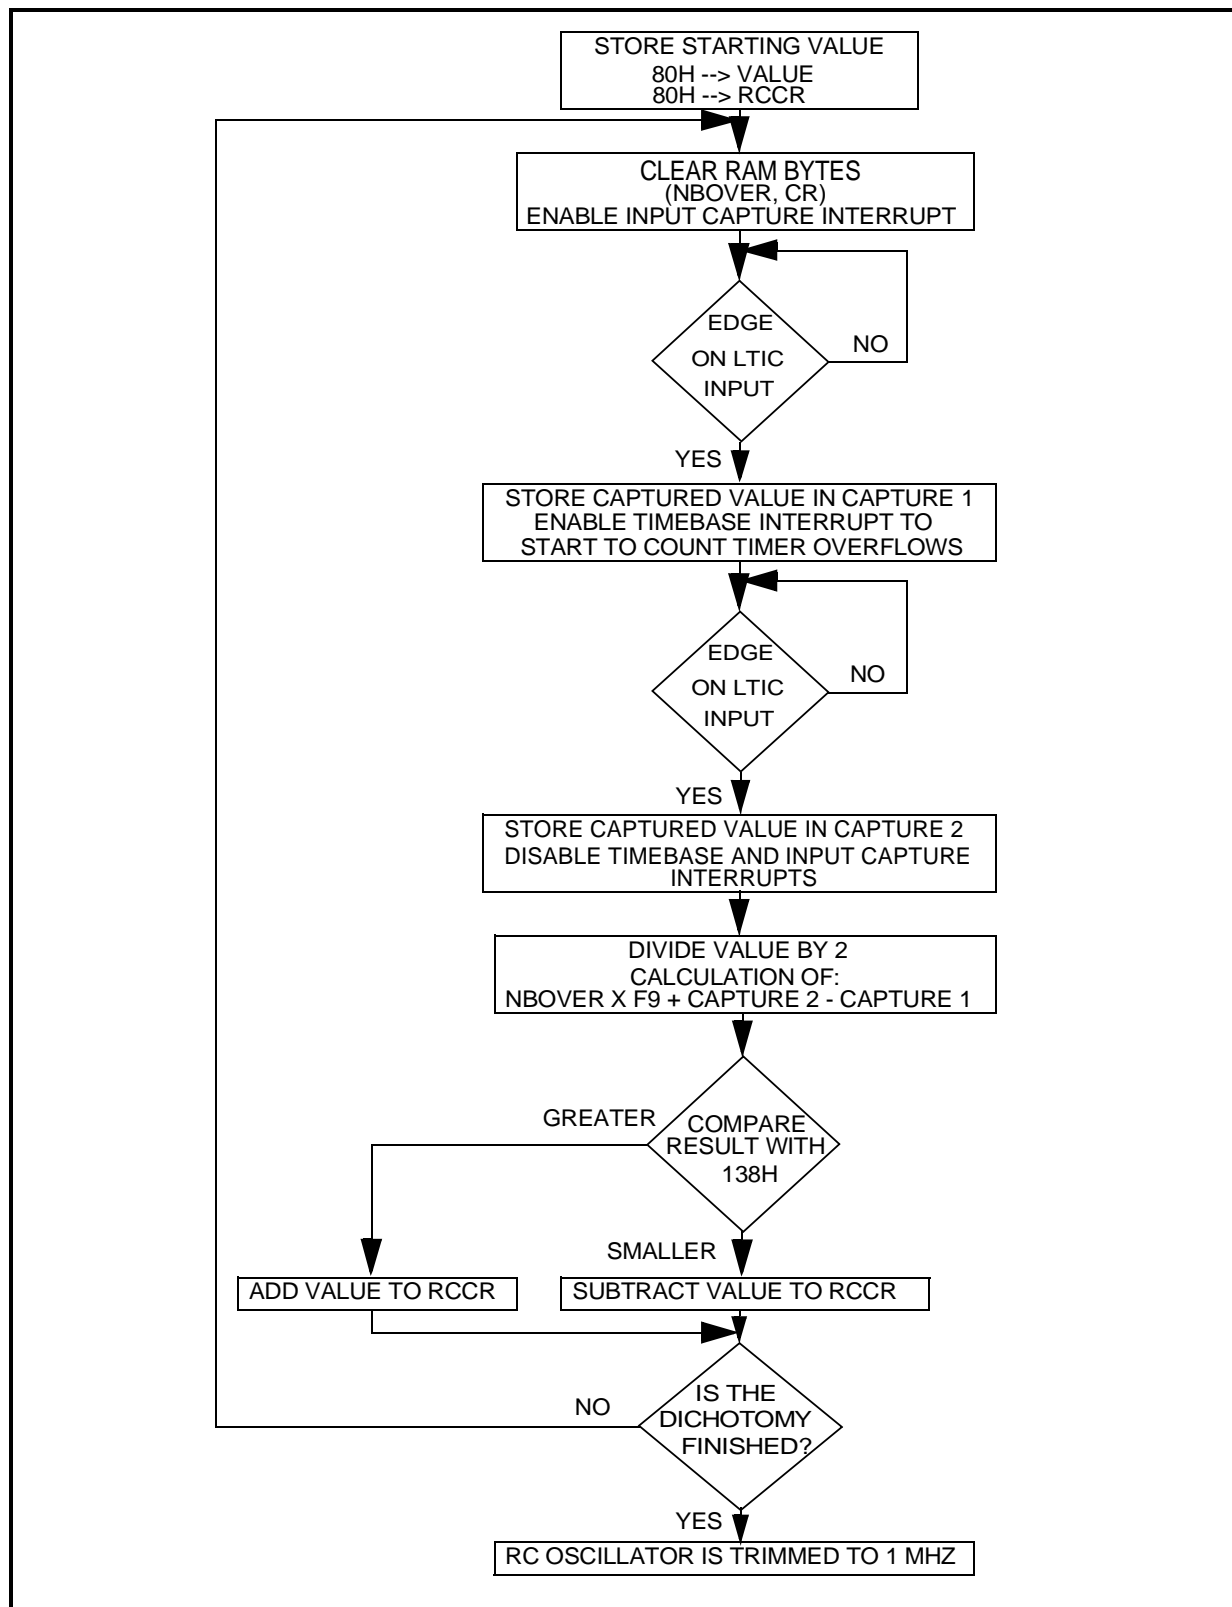 STORE STARTING VALUE
80H --> VALUE
80H --> RCCR
CLEAR RAM BYTES
(NBOVER, CR)
ENABLE INPUT CAPTURE INTERRUPT
EDGE
ON LTIC
INPUT
NO
YES
STORE CAPTURED VALUE IN CAPTURE 1
ENABLE TIMEBASE INTERRUPT TO
START TO COUNT TIMER OVERFLOWS
EDGE
ON LTIC
INPUT
NO
YES
STORE CAPTURED VALUE IN CAPTURE 2
DISABLE TIMEBASE AND INPUT CAPTURE
INTERRUPTS
DIVIDE VALUE BY 2
CALCULATION OF:
NBOVER X F9 + CAPTURE 2 - CAPTURE 1
GREATER
COMPARE
RESULT WITH
138H
SMALLER
ADD VALUE TO RCCR
SUBTRACT VALUE TO RCCR
NO
IS THE
DICHOTOMY
FINISHED?
YES
RC OSCILLATOR IS TRIMMED TO 1 MHZ